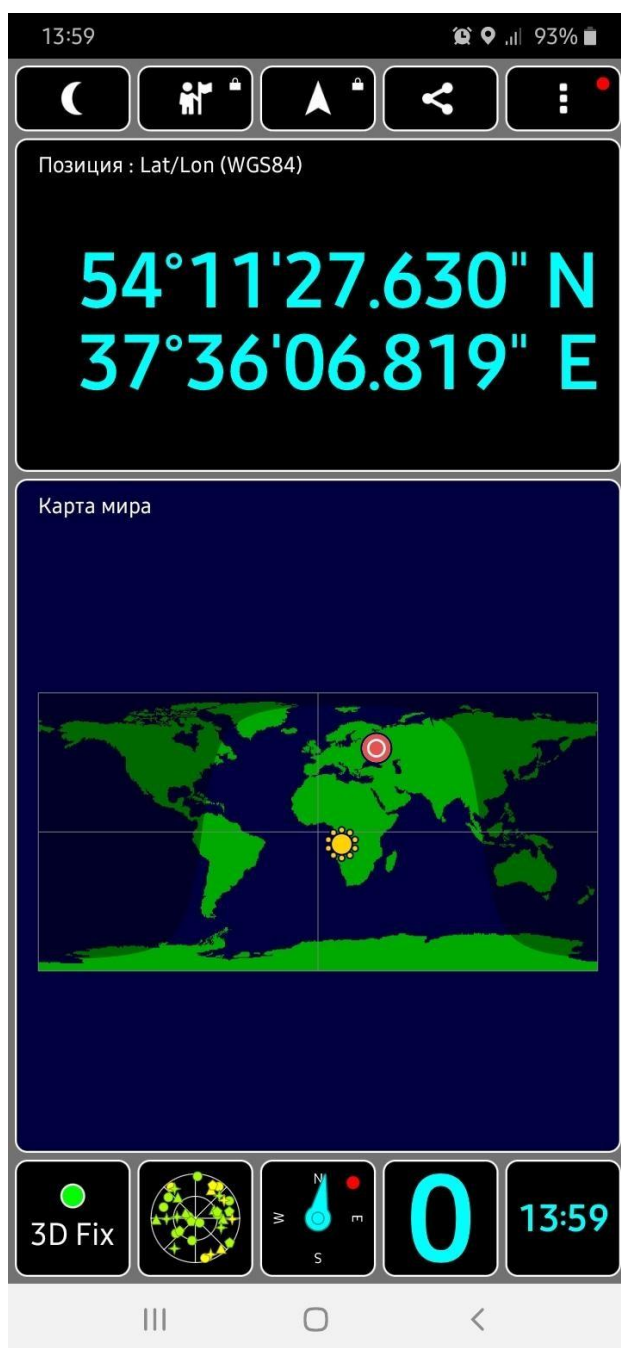 13:59
93%
Позиция : Lat/Lon (WGS84)
54°11'27.630" N
37°36'06.819" E
Карта мира
3D Fix
N
W
E
S
0
13:59